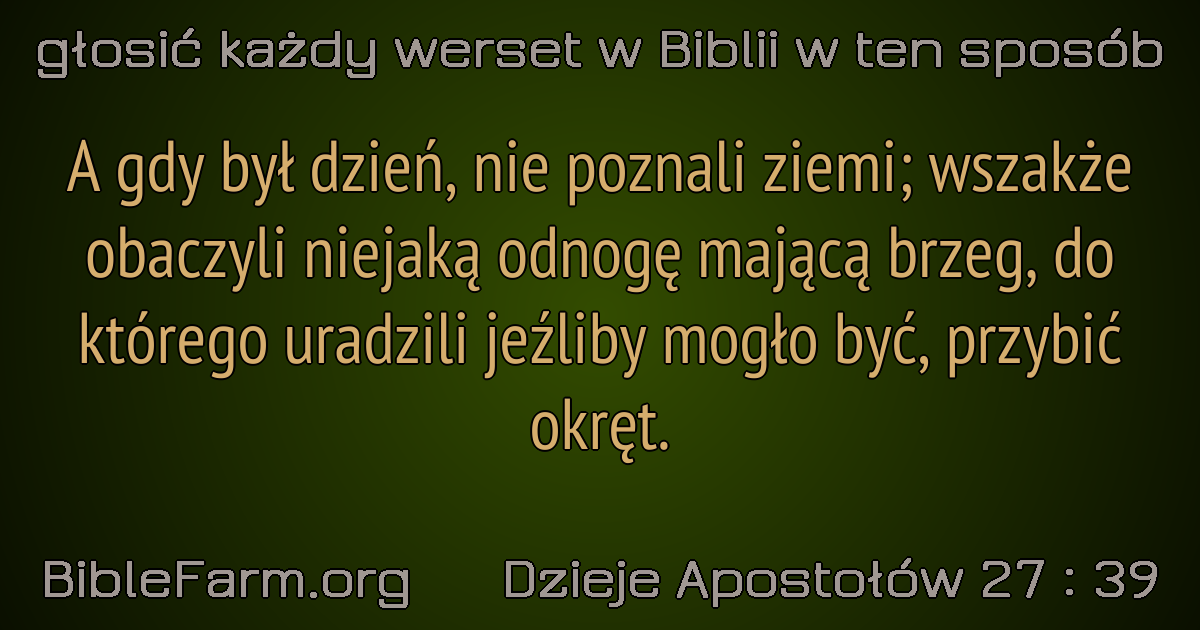 głosić każdy werset w Biblii w ten sposób
A gdy był dzień, nie poznali ziemi; wszakże
obaczyli niejaką odnogę mającą brzeg, do
którego uradzili jeźliby mogło być, przybić
okręt.
BibleFarm.org Dzieje Apostołów 27 : 39